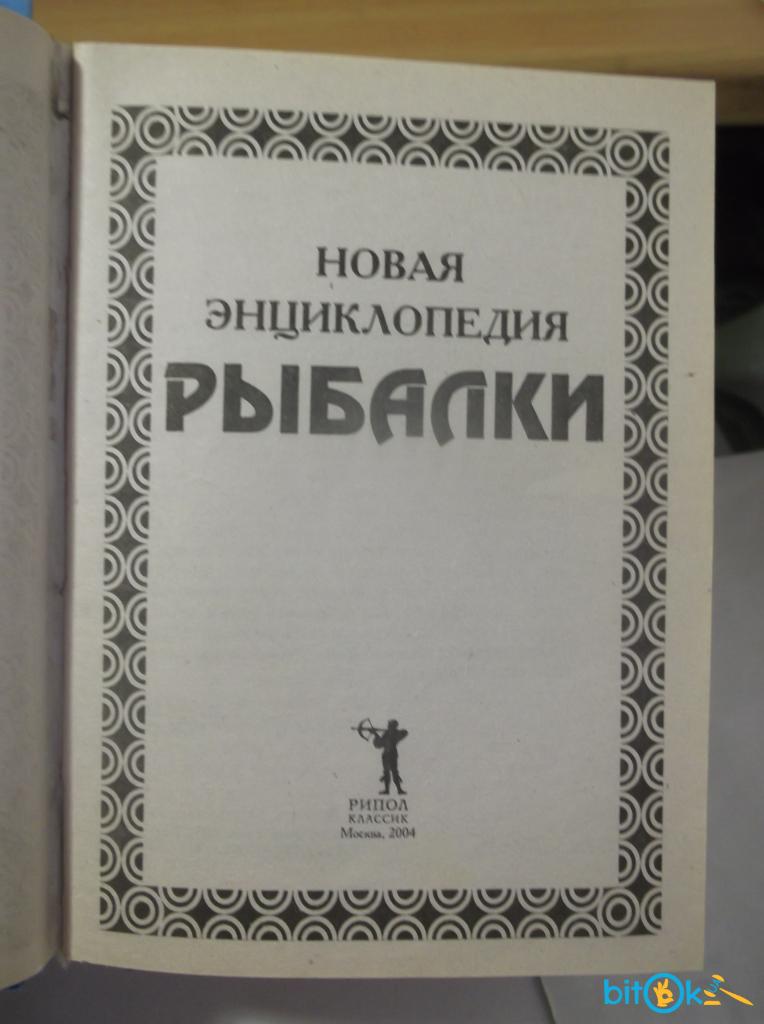 НОВАЯ
ЭНЦИКЛОПЕДИЯ
РЫБАЛКИ
РИПОЛ
КЛАССИК
Москва, 2004
bitOk